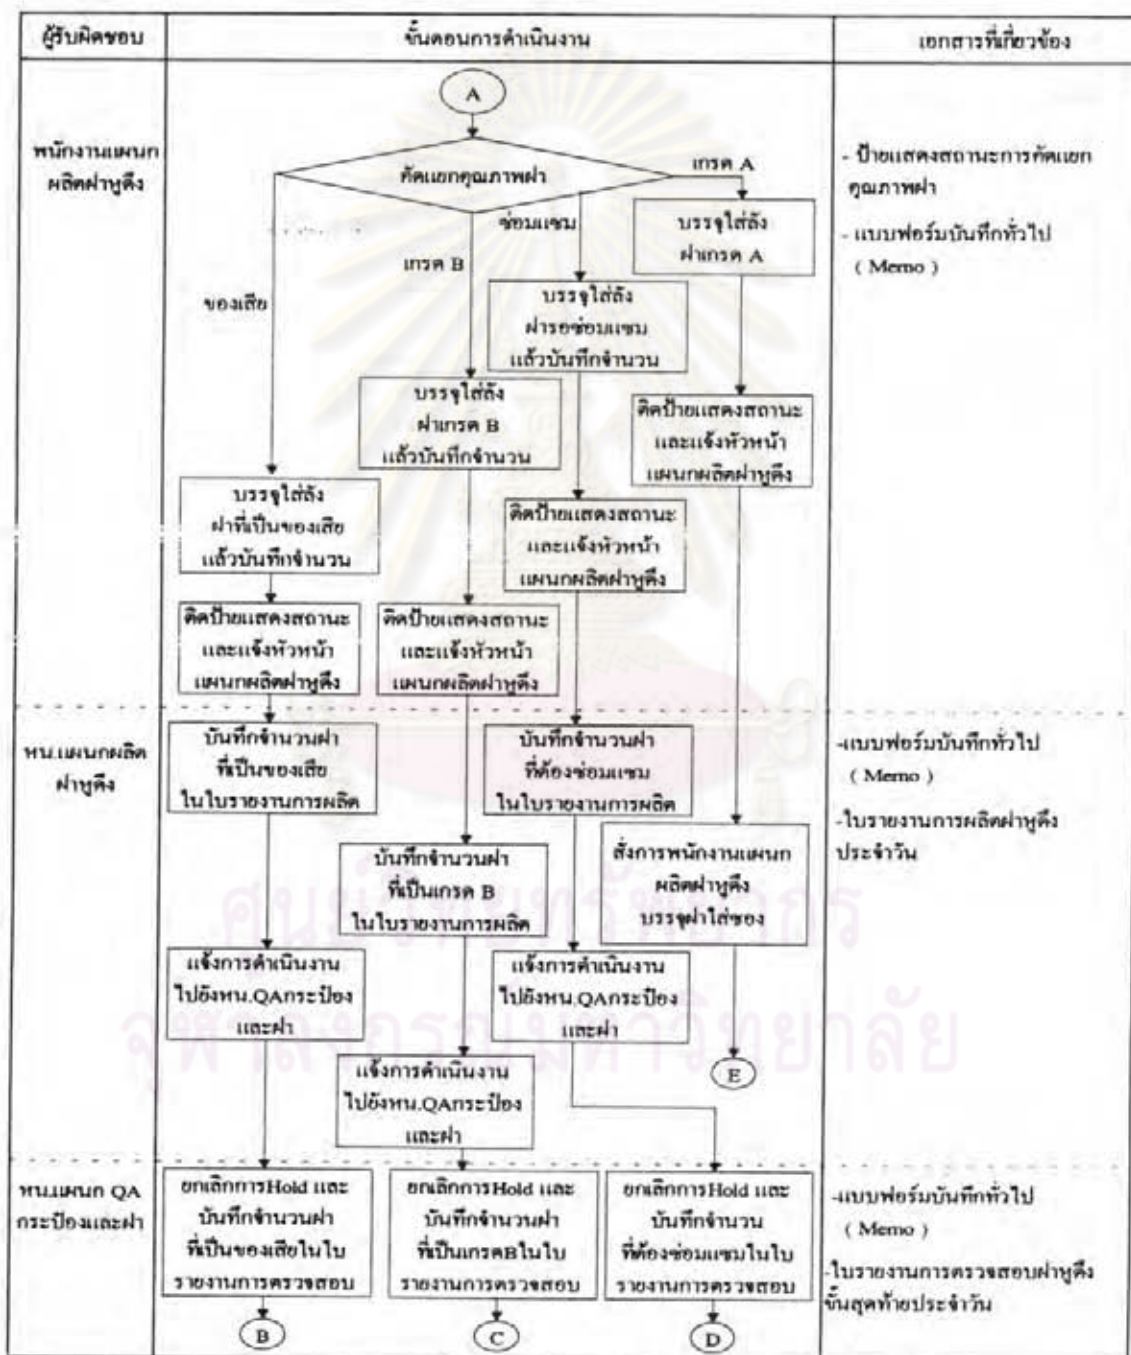 ผู้รับผิดชอบ
ขั้นตอนการดำเนินงาน
เอกสารที่เกี่ยวข้อง
A
พนักงานแผนก
ผลิตฝาหูดึง
คัดแยกคุณภาพฝา
เกรด A
ซ่อมแซม
เกรด B
ของเสีย
- ป้ายแสดงสถานะการคัดแยก
คุณภาพฝา
- แบบฟอร์มบันทึกทั่วไป
( Memo )
บรรจุใส่ลัง
ฝาเกรด A
บรรจุใส่ลัง
ฝารอซ่อมแซม
แล้วบันทึกจำนวน
บรรจุใส่ลัง
ฝาเกรด B
แล้วบันทึกจำนวน
ติดป้ายแสดงสถานะ
และแจ้งหัวหน้า
แผนกผลิตฝาหูดึง
บรรจุใส่ลัง
ฝาที่เป็นของเสีย
แล้วบันทึกจำนวน
ติดป้ายแสดงสถานะ
และแจ้งหัวหน้า
แผนกผลิตฝาหูดึง
ติดป้ายแสดงสถานะ
และแจ้งหัวหน้า
แผนกผลิตฝาหูดึง
ติดป้ายแสดงสถานะ
และแจ้งหัวหน้า
แผนกผลิตฝาหูดึง
หน.แผนกผลิต
ฝาหูดึง
บันทึกจำนวนฝา
ที่เป็นของเสีย
ในใบรายงานการผลิต
บันทึกจำนวนฝา
ที่ต้องซ่อมแซม
ในใบรายงานการผลิต
-แบบฟอร์มบันทึกทั่วไป
( Memo )
-ใบรายงานการผลิตฝาหูดึง
ประจำวัน
บันทึกจำนวนฝา
ที่เป็นเกรด B
ในใบรายงานการผลิต
สั่งการพนักงานแผนก
ผลิตฝาหูดึง
บรรจุฝาใส่ซอง
แจ้งการดำเนินงาน
ไปยังหน.QAกระป๋อง
และฝา
แจ้งการดำเนินงาน
ไปยังหน.QAกระป๋อง
และฝา
แจ้งการดำเนินงาน
ไปยังหน.QAกระป๋อง
และฝา
E
หน.แผนก QA
กระป๋องและฝา
ยกเลิกการHold และ
บันทึกจำนวนฝา
ที่เป็นของเสียในใบ
รายงานการตรวจสอบ
ยกเลิกการHold และ
บันทึกจำนวนฝา
ที่เป็นเกรดBในใบ
รายงานการตรวจสอบ
ยกเลิกการHold และ
บันทึกจำนวน
ที่ต้องซ่อมแซมในใบ
รายงานการตรวจสอบ
-แบบฟอร์มบันทึกทั่วไป
( Memo )
-ใบรายงานการตรวจสอบฝาหูดึง
ขั้นสุดท้ายประจำวัน
B
C
D
ศูนย์วิทยทรัพยากร
จุฬาลงกรณ์มหาวิทยาลัย